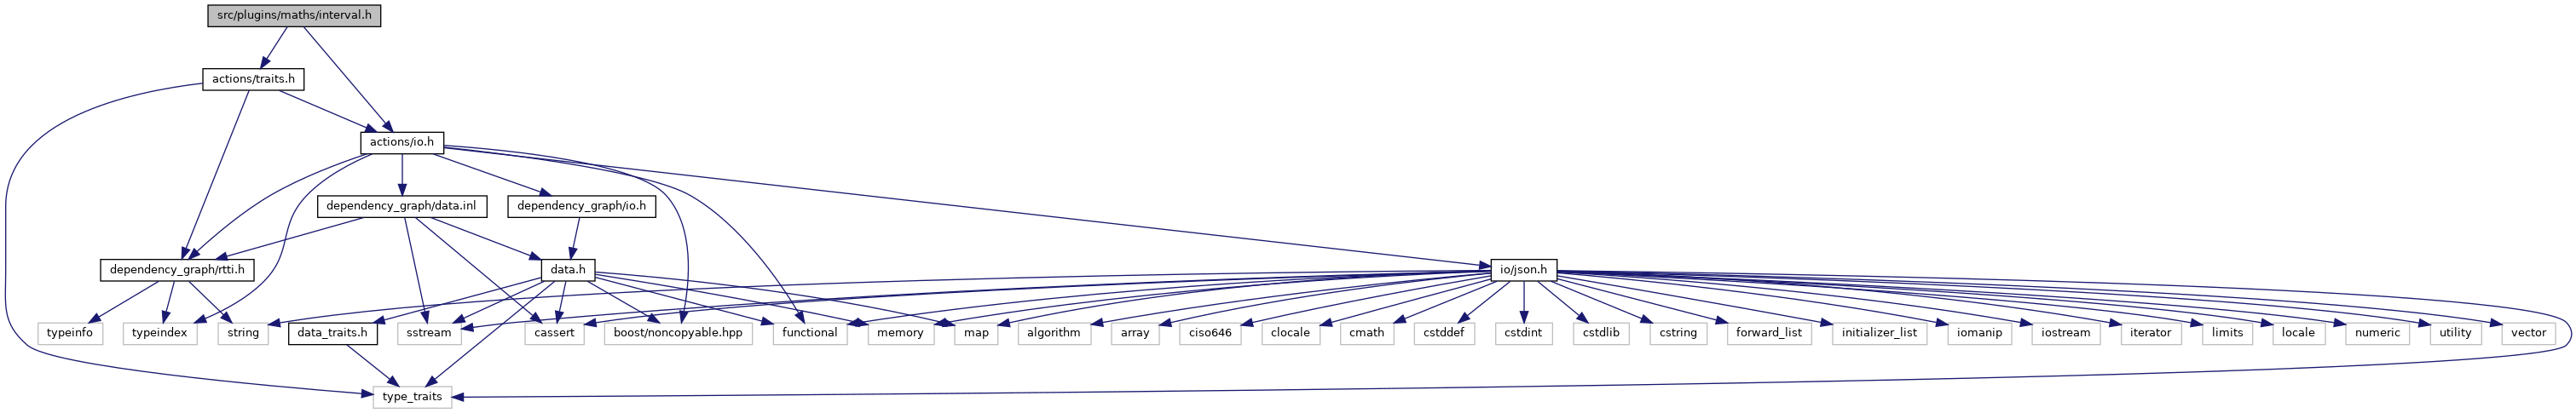 src/plugins/maths/interval.h
actions/traits.h
actions/io.h
dependency_graph/data.inl
dependency_graph/io.h
dependency_graph/rtti.h
data.h
io/json.h
typeinfo
typeindex
string
data_traits.h
sstream
cassert
boost/noncopyable.hpp
functional
memory
map
algorithm
array
ciso646
clocale
cmath
cstddef
cstdint
cstdlib
cstring
forward_list
initializer_list
iomanip
iostream
iterator
limits
locale
numeric
utility
vector
type_traits